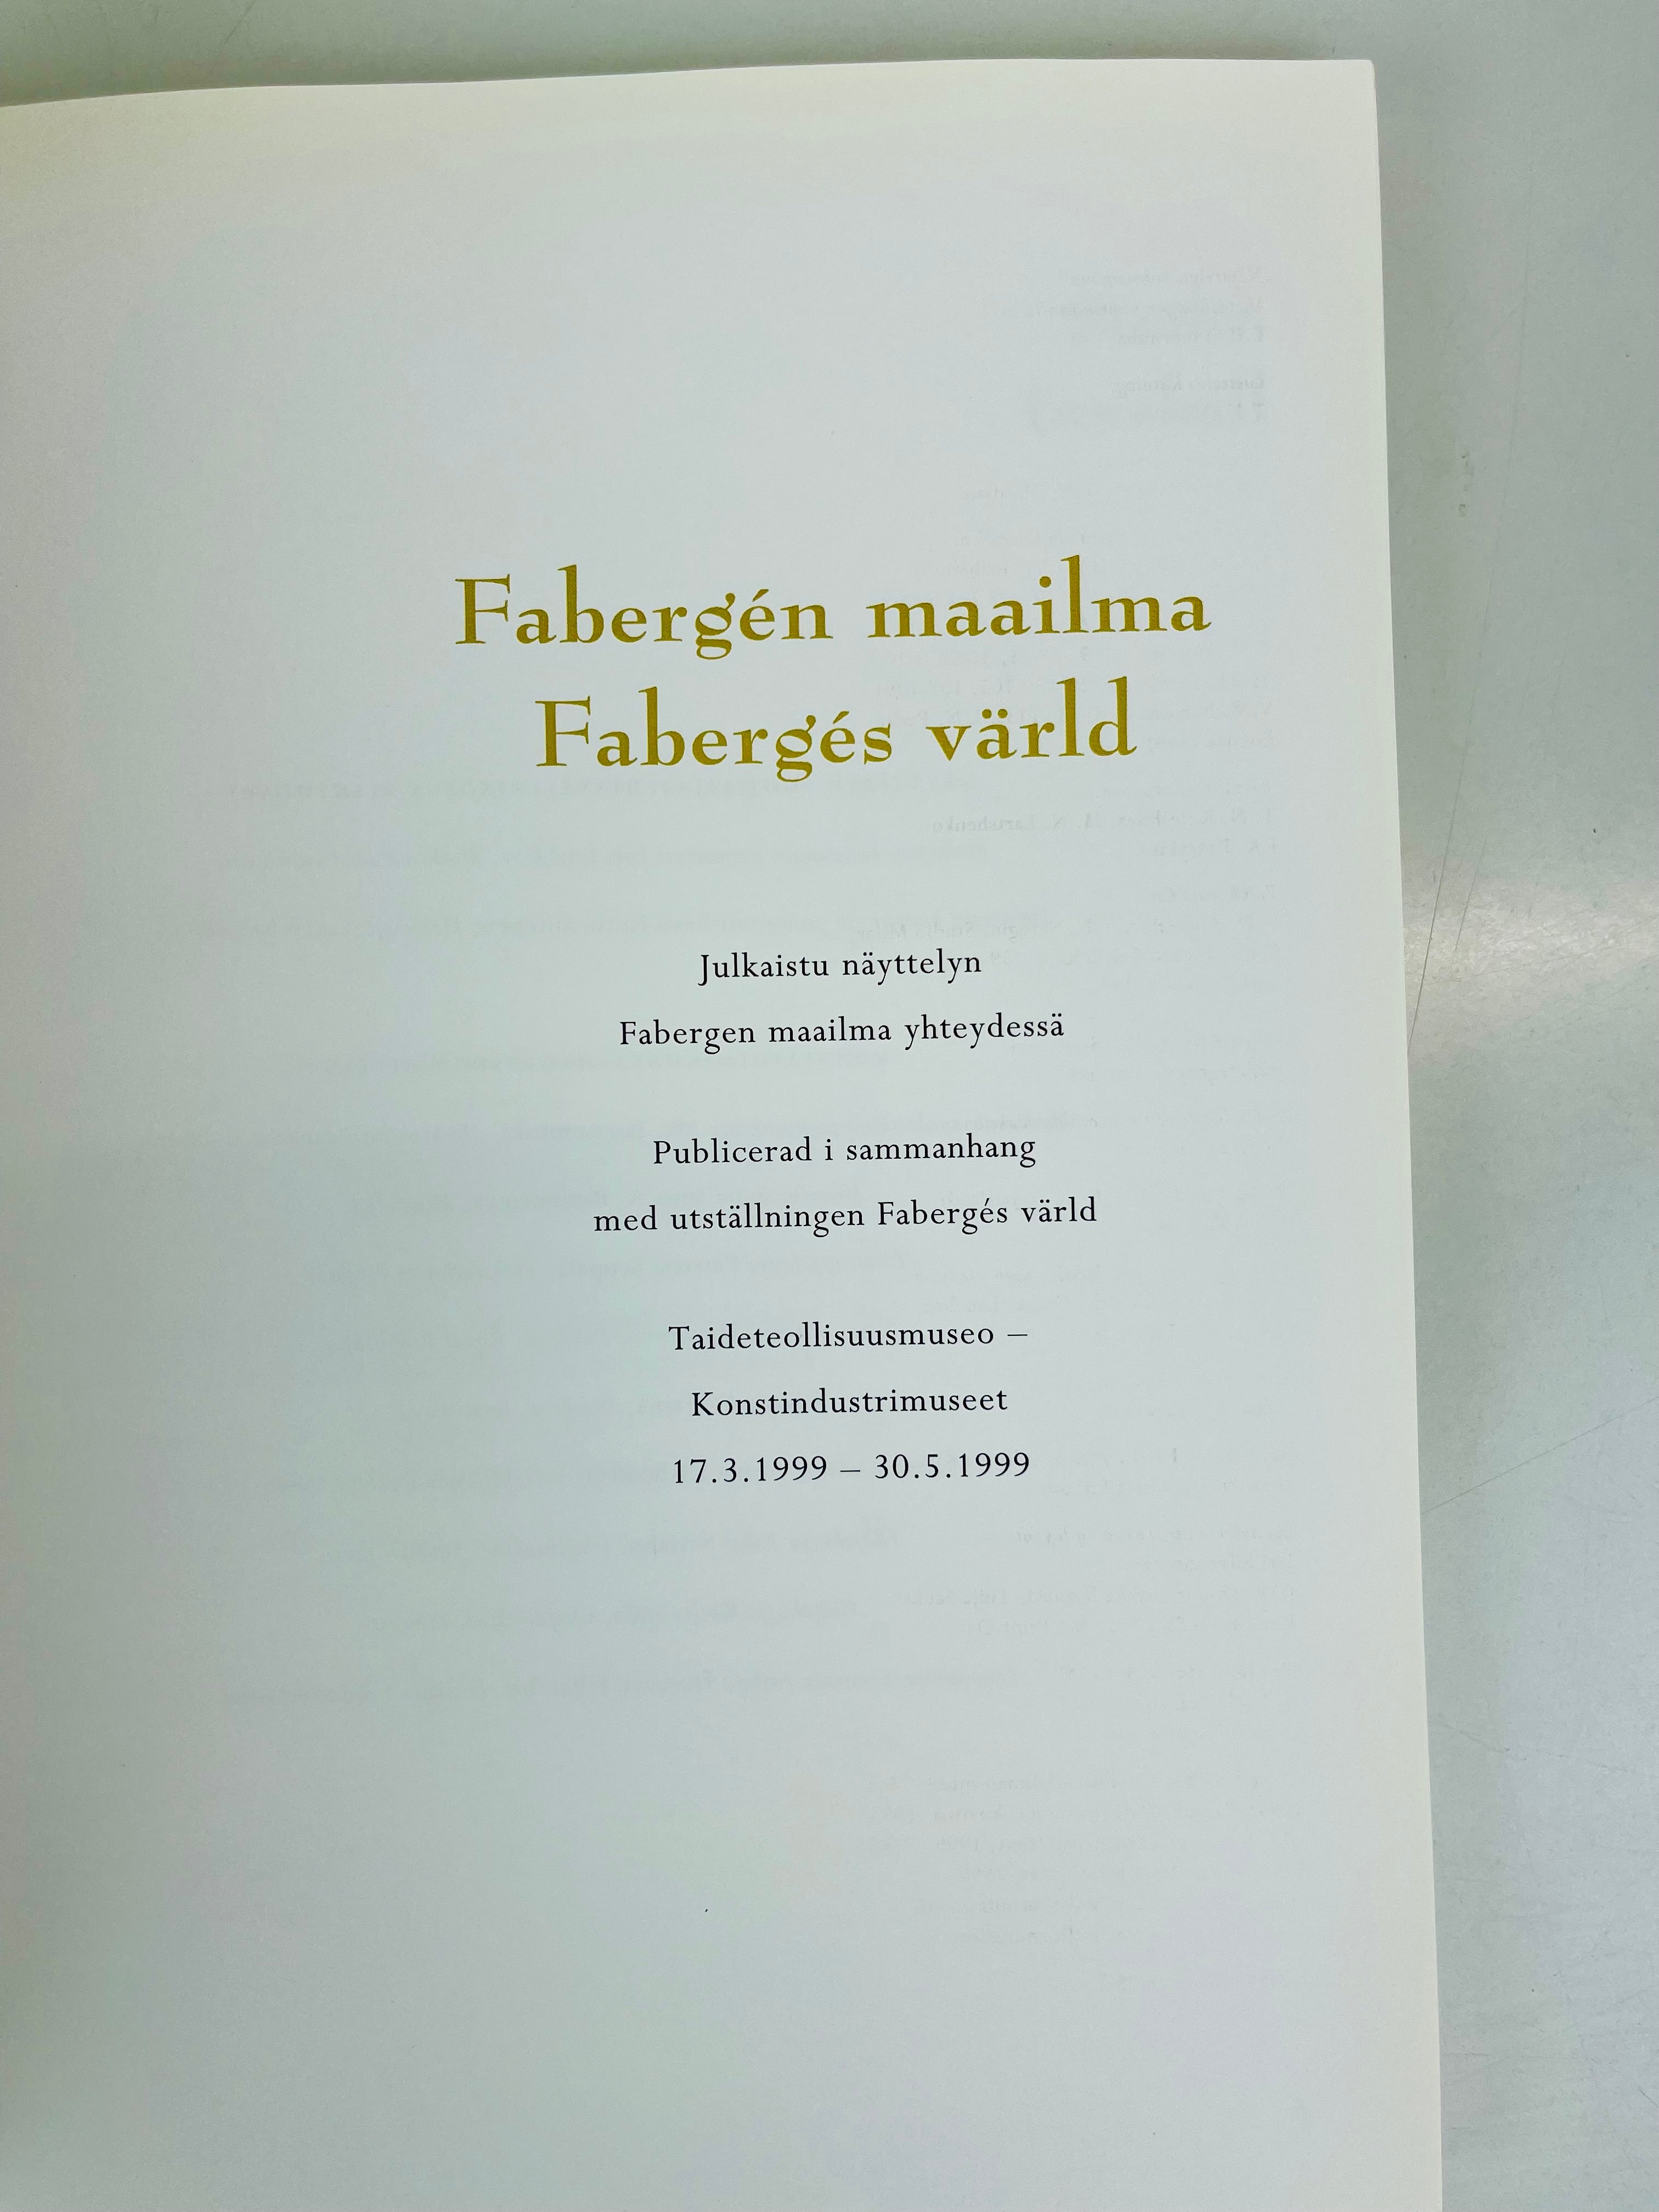 Fabergén maailma
Fabergés värld
Julkaistu näyttelyn
Fabergen maailma yhteydessä
Publicerad i sammanhang
med utställningen Fabergés värld
Taideteollisuusmuseo –
Konstindustrimuseet
17.3.1999 – 30.5.1999